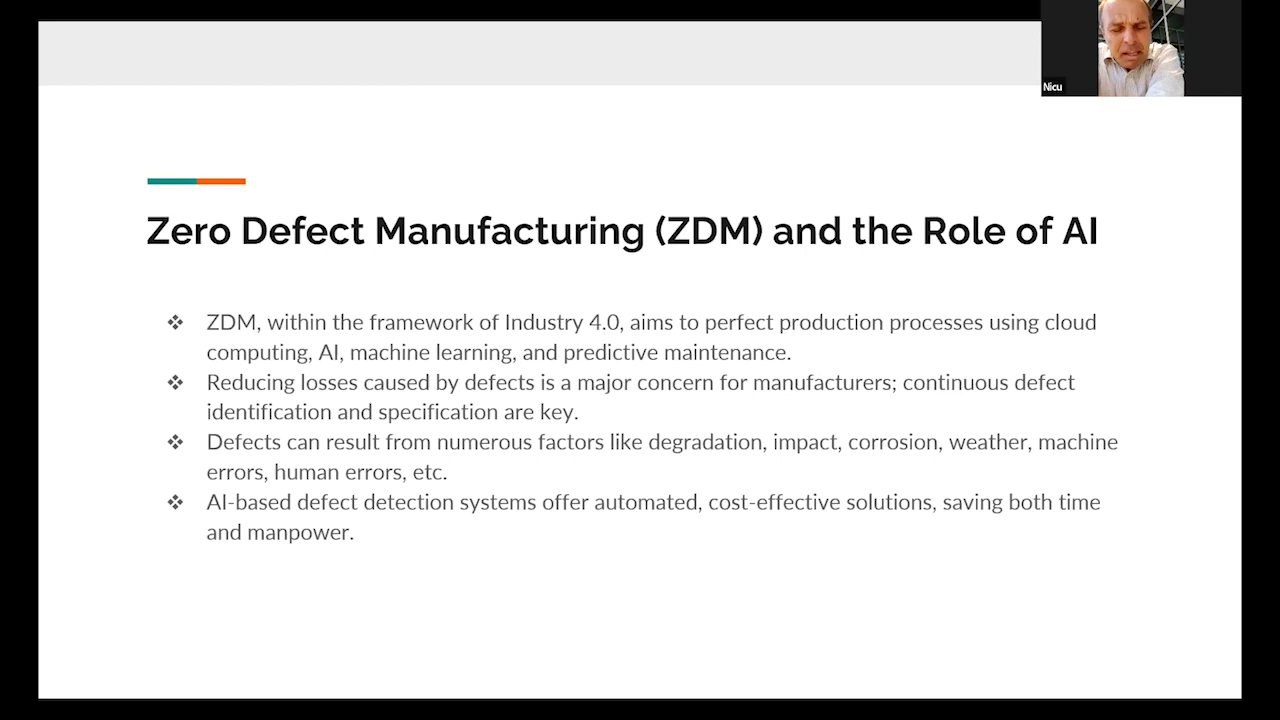 Nicu
Zero Defect Manufacturing (ZDM) and the Role of AI
❖ ZDM, within the framework of Industry 4.0, aims to perfect production processes using cloud
computing, AI, machine learning, and predictive maintenance.
❖ Reducing losses caused by defects is a major concern for manufacturers; continuous defect
identification and specification are key.
❖ Defects can result from numerous factors like degradation, impact, corrosion, weather, machine
errors, human errors, etc.
❖ AI-based defect detection systems offer automated, cost-effective solutions, saving both time
and manpower.